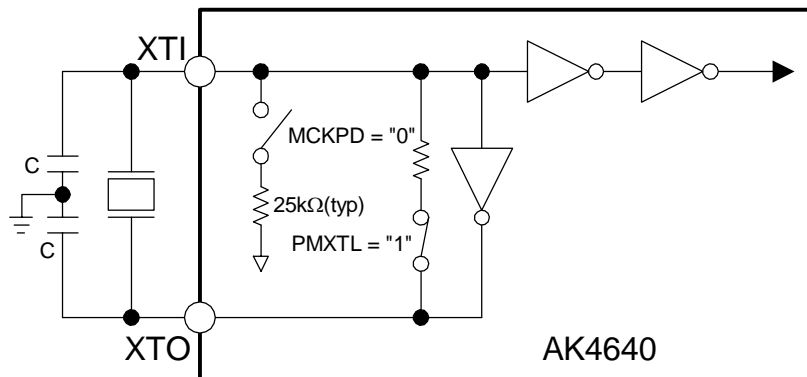 XTI
MCKPD = "0"
C
25kΩ(typ)
C
PMXTL = "1"
XTO
AK4640